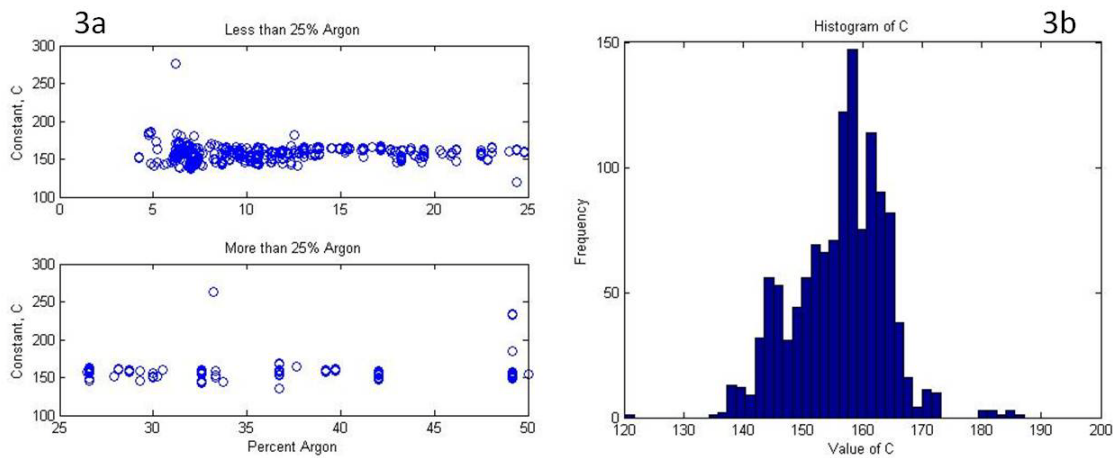 3a
Less than 25% Argon
300
250
200
150
100
Constant, C
0 5 10 15 20 25
More than 25% Argon
300
250
200
150
100
Constant, C
25 30 35 40 45 50
Percent Argon
3b
Histogram of C
150
100
50
0
Frequency
120 130 140 150 160 170 180 190 200
Value of C